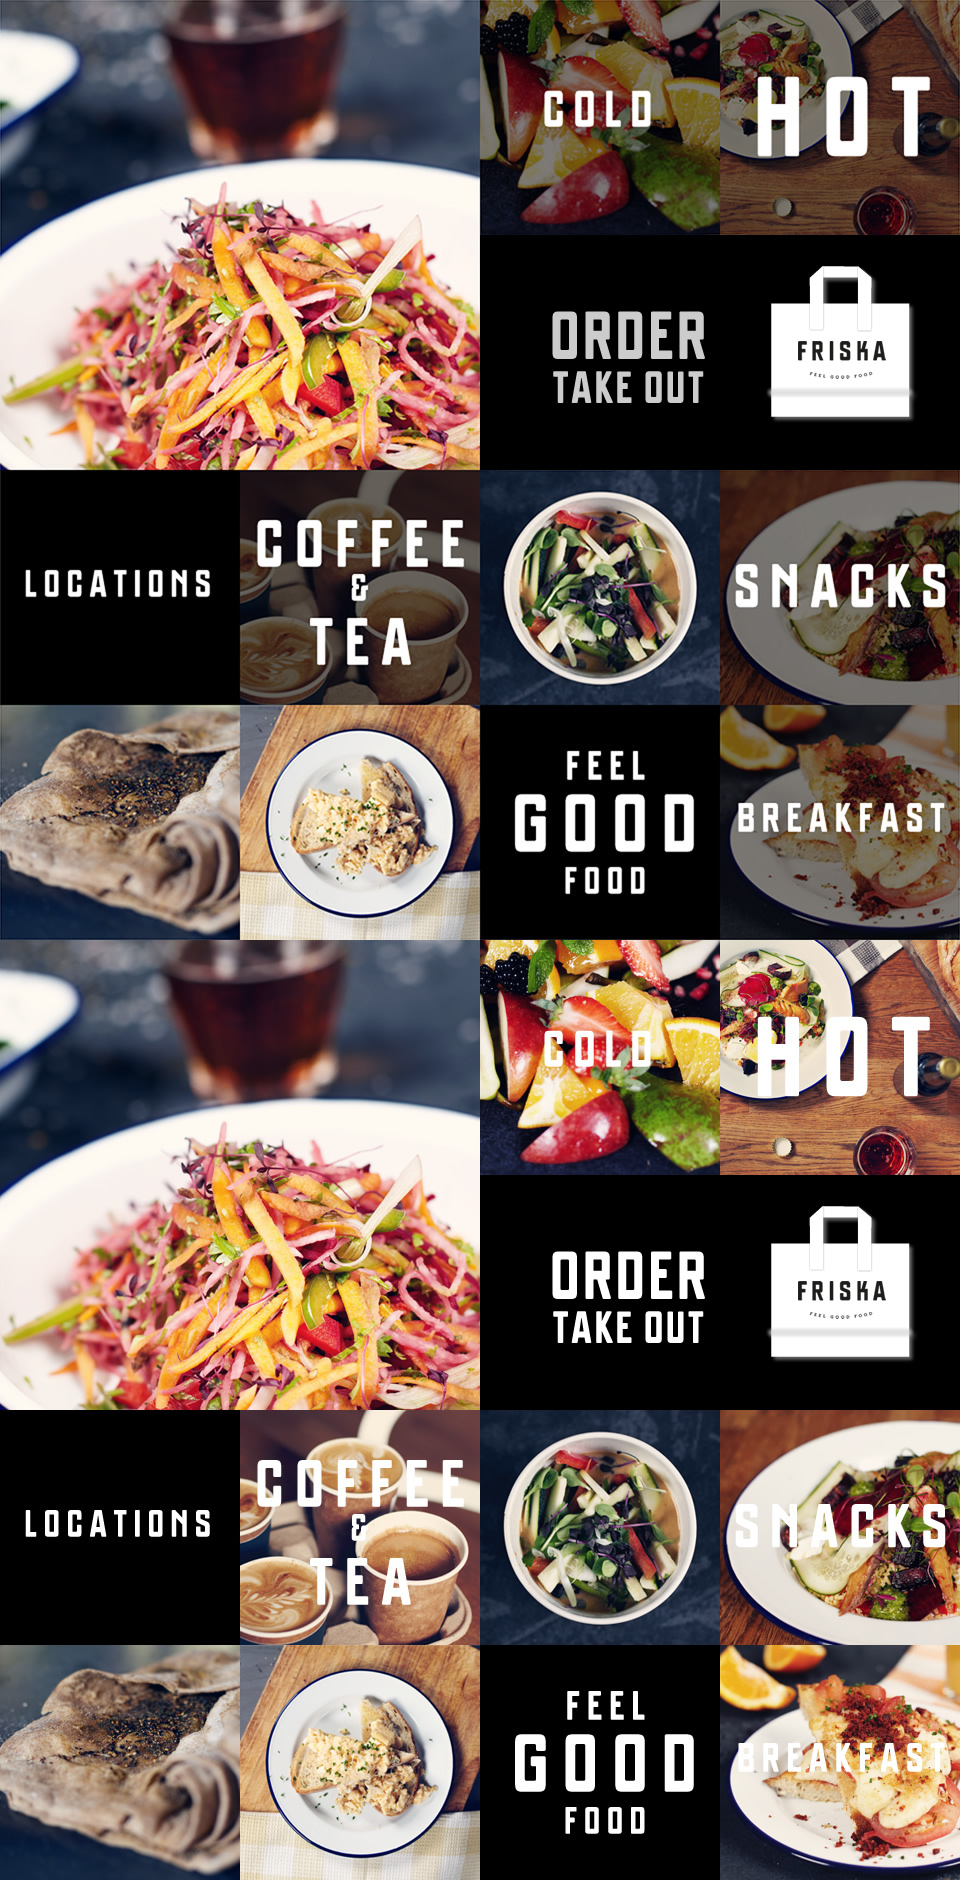 COLD
HOT
ORDER
TAKE OUT
FRISKA
FEEL GOOD FOOD
LOCATIONS
COFFEE
&
TEA
SNACKS
FEEL
GOOD
FOOD
BREAKFAST
COLD
HOT
ORDER
TAKE OUT
FRISKA
FEEL GOOD FOOD
LOCATIONS
COFFEE
&
TEA
SNACKS
FEEL
GOOD
FOOD
BREAKFAST